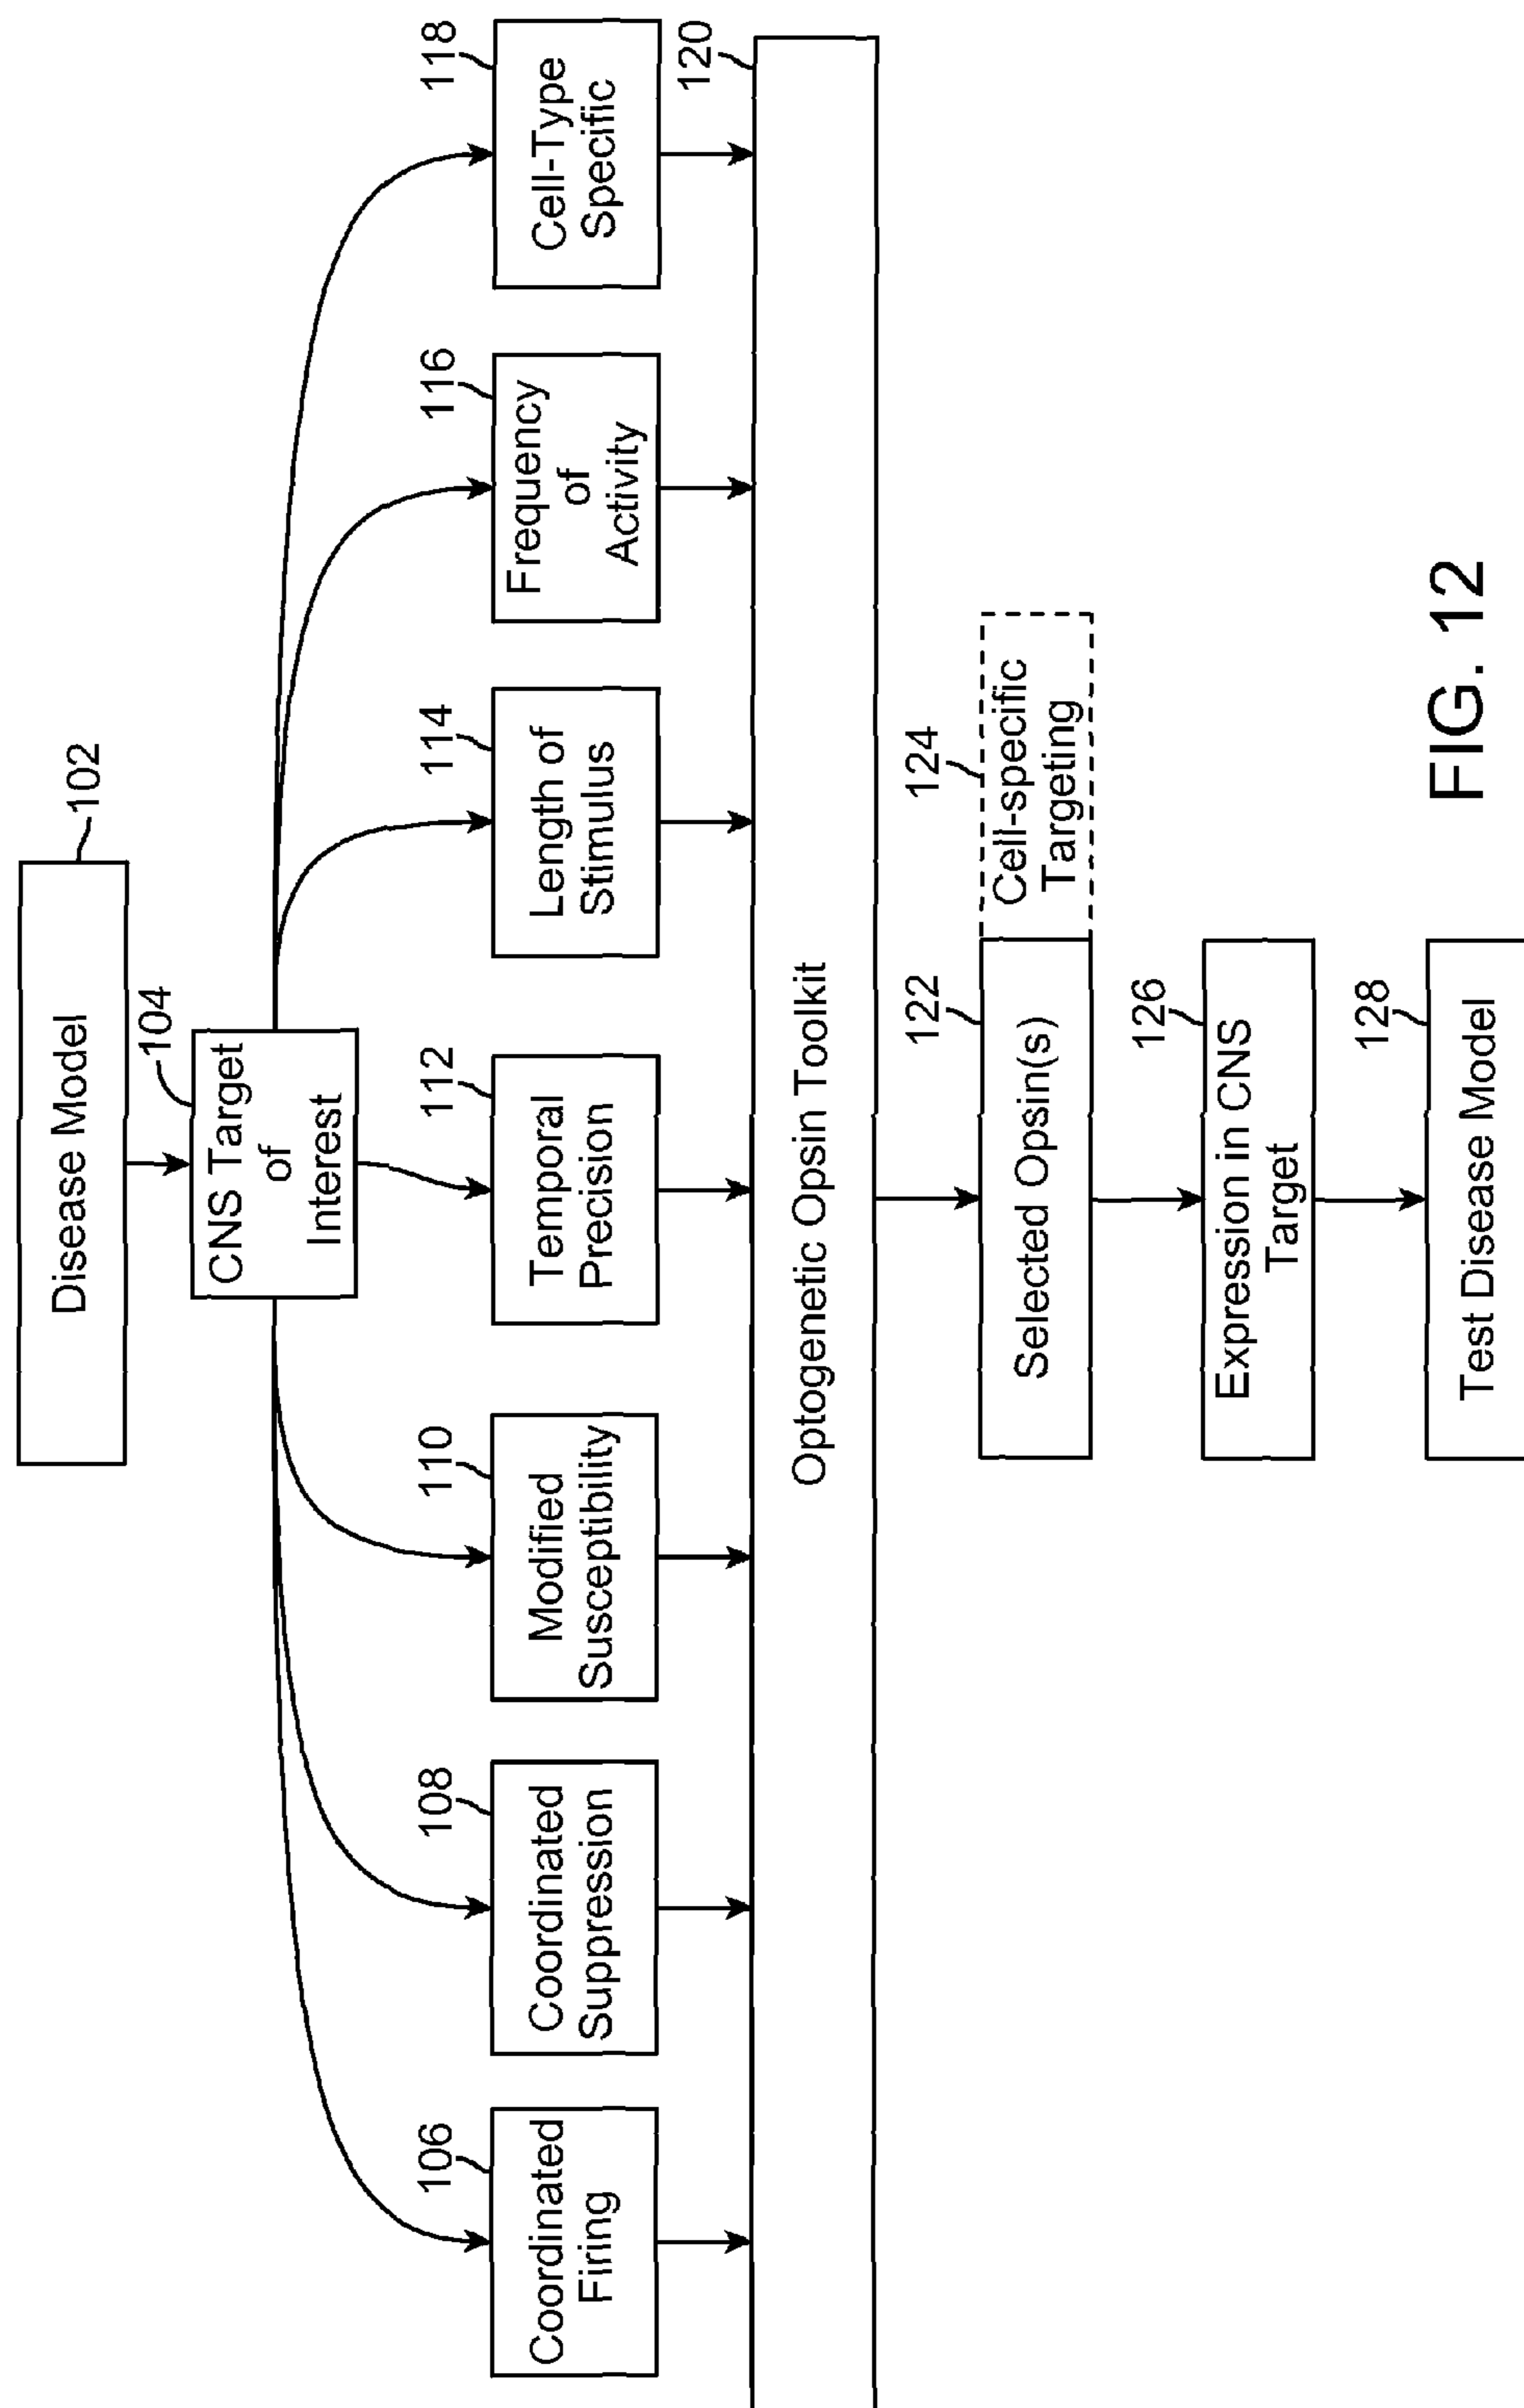 Disease Model
102
CNS Target
of
Interest
104
106
Coordinated
Firing
108
Coordinated
Suppression
110
Modified
Susceptibility
112
Temporal
Precision
114
Length of
Stimulus
116
Frequency
of
Activity
118
Cell-Type
Specific
120
Optogenetic Opsin Toolkit
122
Selected Opsin(s)
124
Cell-specific
Targeting
126
Expression in CNS
Target
128
Test Disease Model
FIG. 12